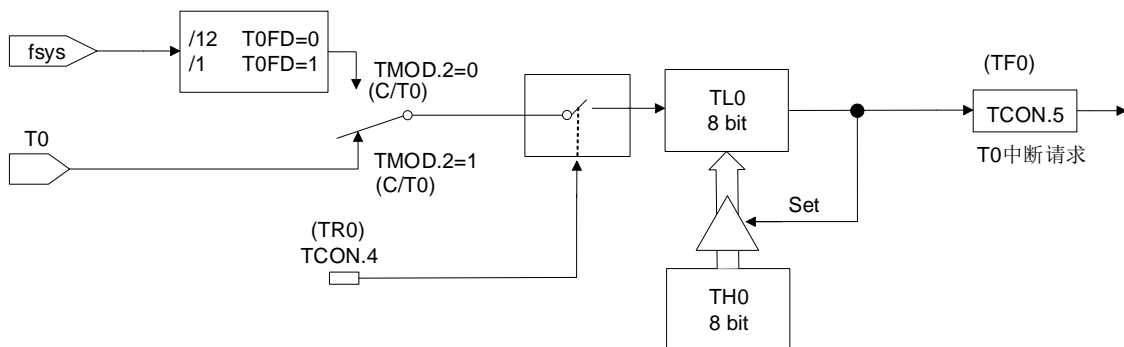 fsys
/12 T0FD=0
/1 T0FD=1
TMOD.2=0
(C/T0)
T0
TMOD.2=1
(C/T0)
(TR0)
TCON.4
TL0
8 bit
Set
TH0
8 bit
(TF0)
TCON.5
T0中断请求